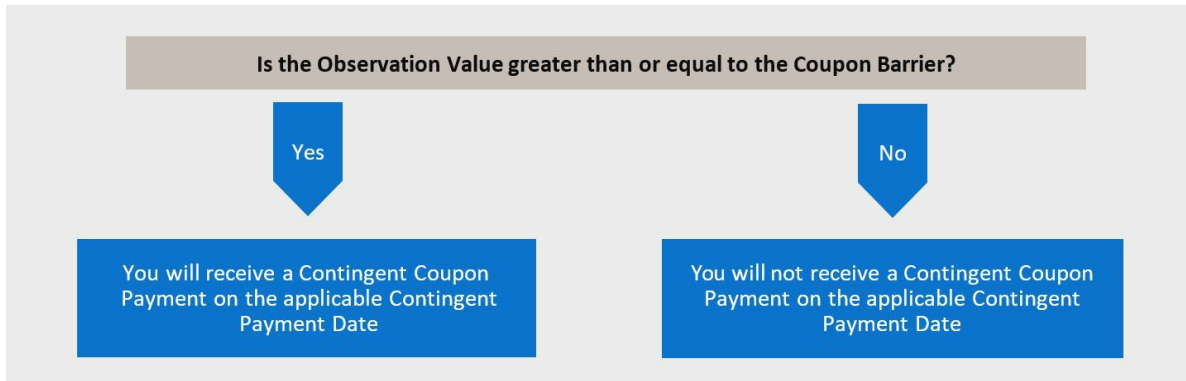 Is the Observation Value greater than or equal to the Coupon Barrier?
Yes
No
You will receive a Contingent Coupon
Payment on the applicable Contingent
Payment Date
You will not receive a Contingent Coupon
Payment on the applicable Contingent
Payment Date